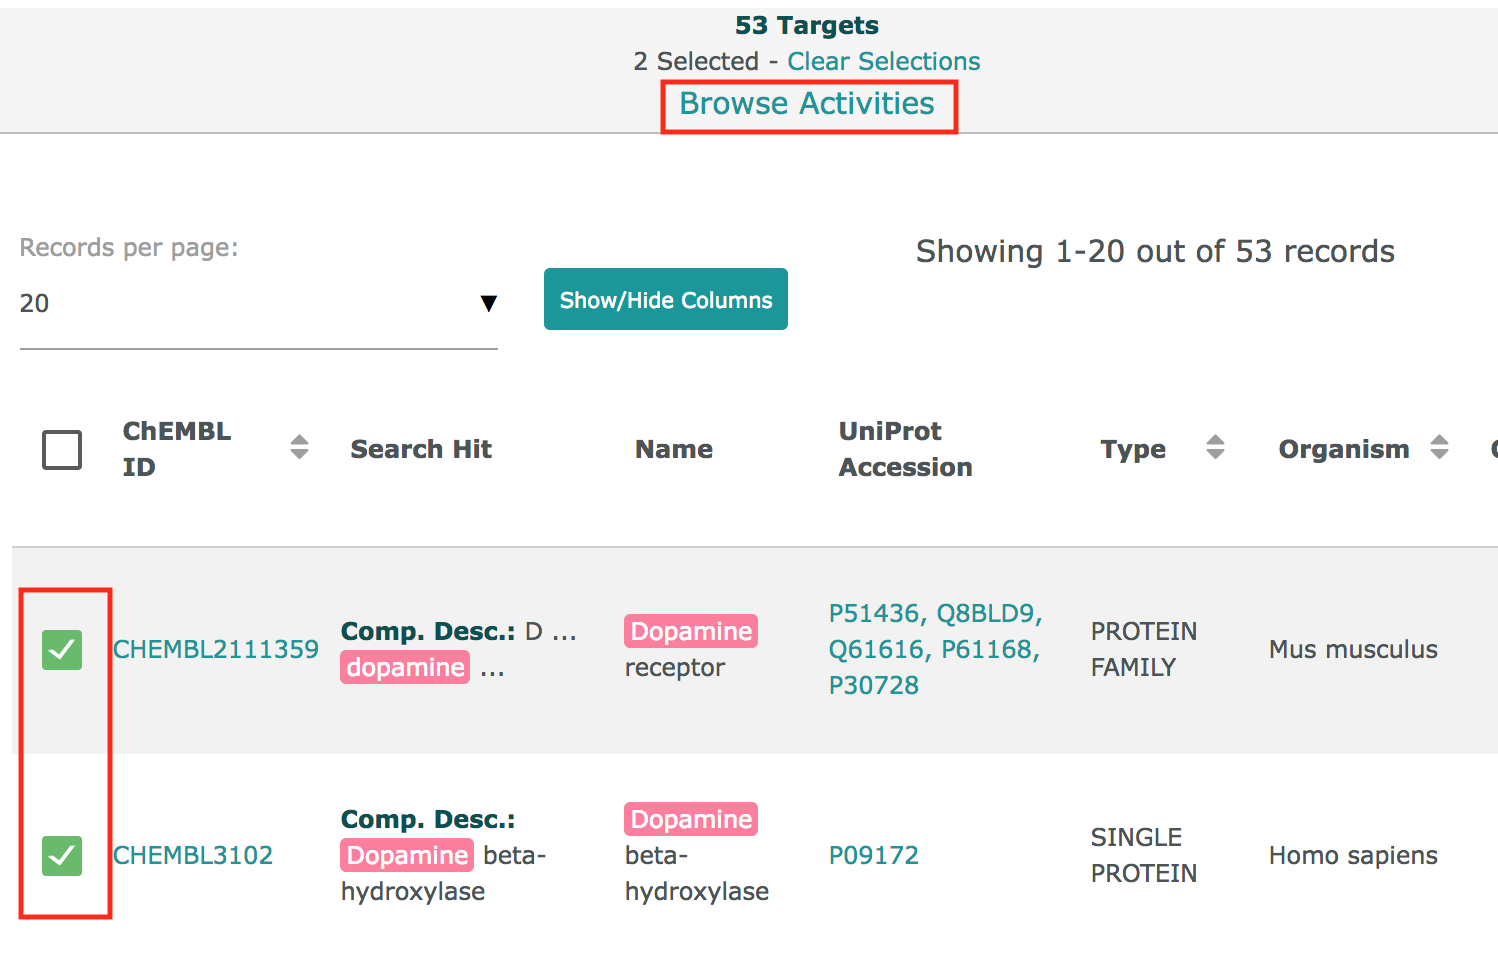 53 Targets
2 Selected - Clear Selections
Browse Activities
Records per page:
Showing 1-20 out of 53 records
20 ▼
Show/Hide Columns
ChEMBL ID
Search Hit
Name
UniProt Accession
Type
Organism
CHEMBL2111359
Comp. Desc.: D ...
dopamine ...
Dopamine
receptor
P51436, Q8BLD9,
Q61616, P61168,
P30728
PROTEIN
FAMILY
Mus musculus
CHEMBL3102
Comp. Desc.:
Dopamine beta-
hydroxylase
Dopamine
beta-
hydroxylase
P09172
SINGLE
PROTEIN
Homo sapiens